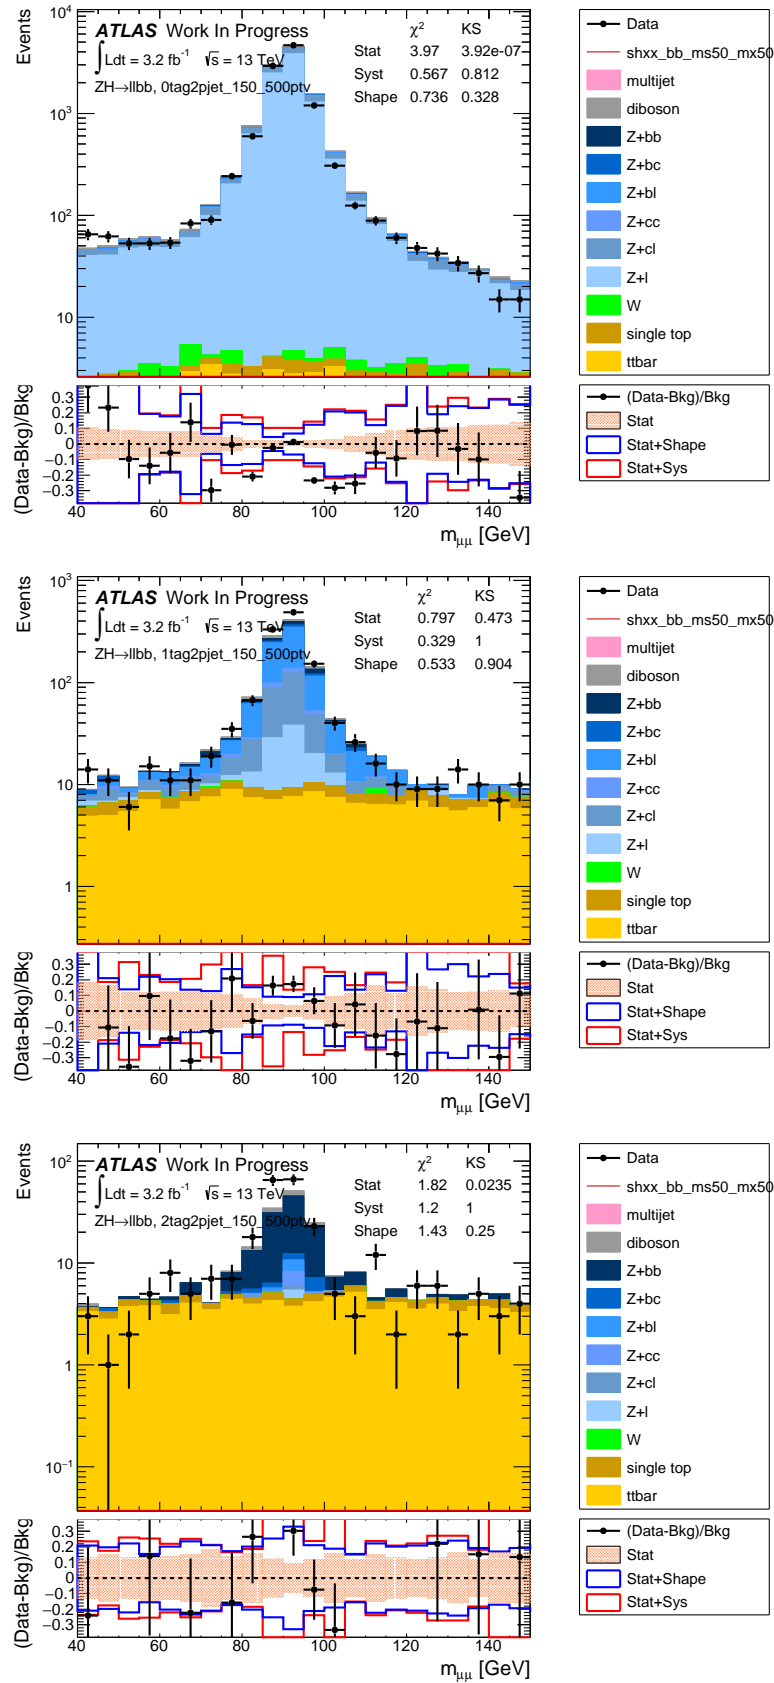 Events
10⁴
10³
10²
10
ATLAS Work In Progress
∫Ldt = 3.2 fb⁻¹ √s = 13 TeV
ZH→llbb, 0tag2pjet_150_500ptv
χ² KS
Stat 3.97 3.92e-07
Syst 0.567 0.812
Shape 0.736 0.328
Data
shxx_bb_ms50_mx50
multijet
diboson
Z+bb
Z+bc
Z+bl
Z+cc
Z+cl
Z+l
W
single top
ttbar
(Data-Bkg)/Bkg
0.3
0.2
0.1
0
−0.1
−0.2
−0.3
40 60 80 100 120 140
m_μμ [GeV]
(Data-Bkg)/Bkg
Stat
Stat+Shape
Stat+Sys
Events
10³
10²
10
1
ATLAS Work In Progress
∫Ldt = 3.2 fb⁻¹ √s = 13 TeV
ZH→llbb, 1tag2pjet_150_500ptv
χ² KS
Stat 0.797 0.473
Syst 0.329 1
Shape 0.533 0.904
Data
shxx_bb_ms50_mx50
multijet
diboson
Z+bb
Z+bc
Z+bl
Z+cc
Z+cl
Z+l
W
single top
ttbar
(Data-Bkg)/Bkg
0.3
0.2
0.1
0
−0.1
−0.2
−0.3
40 60 80 100 120 140
m_μμ [GeV]
(Data-Bkg)/Bkg
Stat
Stat+Shape
Stat+Sys
Events
10²
10
1
10⁻¹
ATLAS Work In Progress
∫Ldt = 3.2 fb⁻¹ √s = 13 TeV
ZH→llbb, 2tag2pjet_150_500ptv
χ² KS
Stat 1.82 0.0235
Syst 1.2 1
Shape 1.43 0.25
Data
shxx_bb_ms50_mx50
multijet
diboson
Z+bb
Z+bc
Z+bl
Z+cc
Z+cl
Z+l
W
single top
ttbar
(Data-Bkg)/Bkg
0.3
0.2
0.1
0
−0.1
−0.2
−0.3
40 60 80 100 120 140
m_μμ [GeV]
(Data-Bkg)/Bkg
Stat
Stat+Shape
Stat+Sys